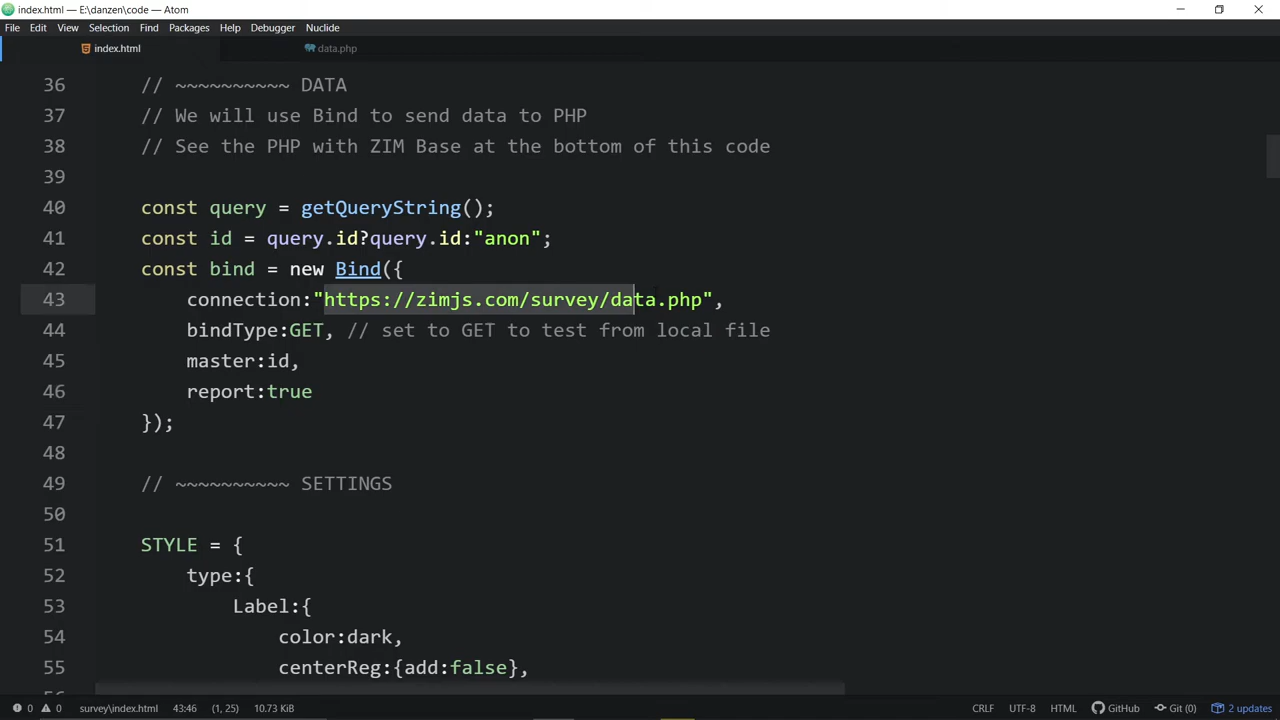 index.html — E:\danzen\code — Atom
File Edit View Selection Find Packages Help Debugger Nuclide
index.html data.php
36 // ~~~~~~~~~~ DATA
37 // We will use Bind to send data to PHP
38 // See the PHP with ZIM Base at the bottom of this code
39
40 const query = getQueryString();
41 const id = query.id?query.id:"anon";
42 const bind = new Bind({
43 connection:"https://zimjs.com/survey/data.php",
44 bindType:GET, // set to GET to test from local file
45 master:id,
46 report:true
47 });
48
49 // ~~~~~~~~~~ SETTINGS
50
51 STYLE = {
52 type:{
53 Label:{
54 color:dark,
55 centerReg:{add:false},
0 0 survey\index.html 43:46 (1, 25) 10.73 KiB CRLF UTF-8 HTML GitHub Git (0) 2 updates